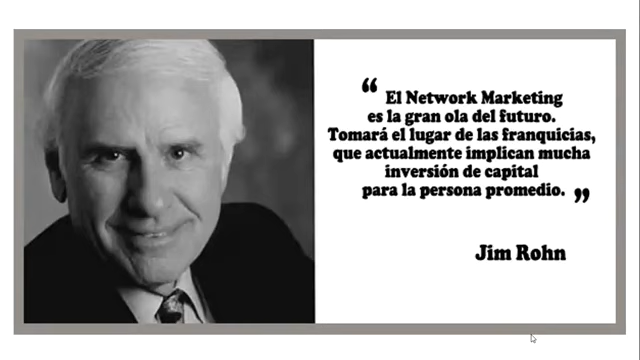 “ El Network Marketing
es la gran ola del futuro.
Tomará el lugar de las franquicias,
que actualmente implican mucha
inversión de capital
para la persona promedio. ”
Jim Rohn